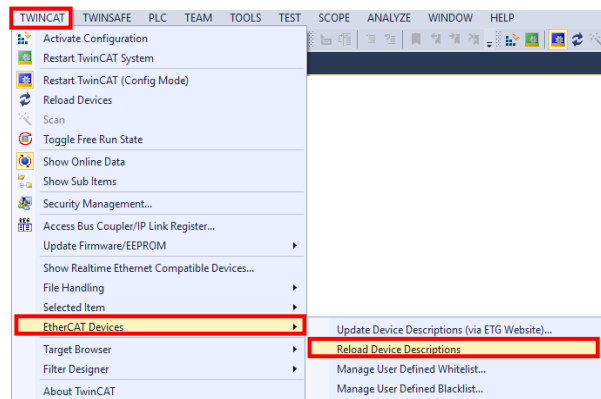 TWINCAT TWINSAFE PLC TEAM TOOLS TEST SCOPE ANALYZE WINDOW HELP
Activate Configuration
Restart TwinCAT System
Restart TwinCAT (Config Mode)
Reload Devices
Scan
Toggle Free Run State
Show Online Data
Show Sub Items
Security Management...
Access Bus Coupler/IP Link Register...
Update Firmware/EEPROM
Show Realtime Ethernet Compatible Devices...
File Handling
Selected Item
EtherCAT Devices
Target Browser
Filter Designer
About TwinCAT
Update Device Descriptions (via ETG Website)...
Reload Device Descriptions
Manage User Defined Whitelist...
Manage User Defined Blacklist...